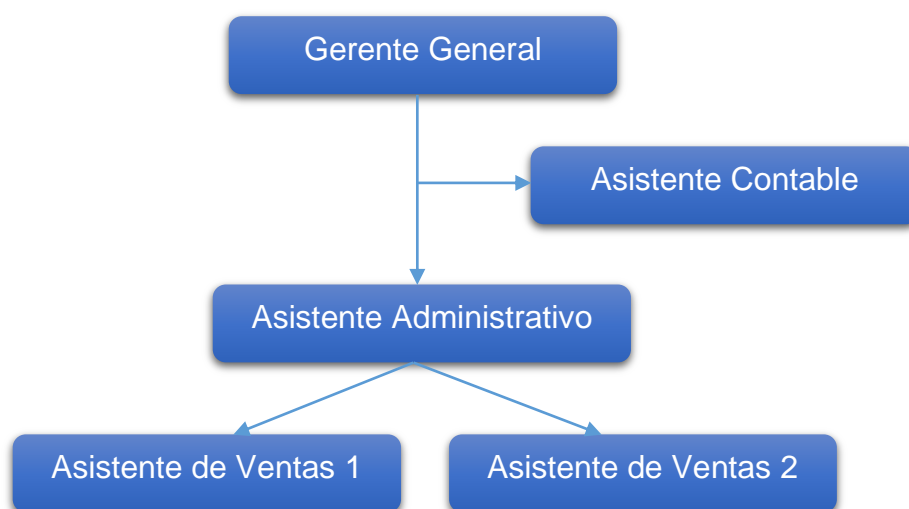 Gerente General
Asistente Contable
Asistente Administrativo
Asistente de Ventas 1
Asistente de Ventas 2